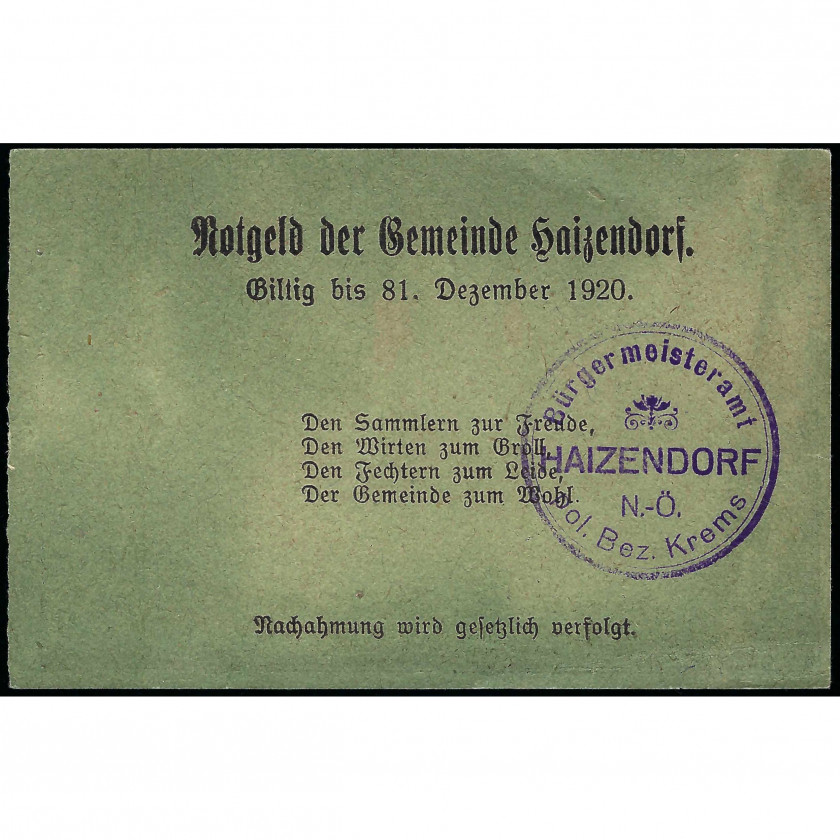 Notgeld der Gemeinde Haizendorf.
Giltig bis 81. Dezember 1920.
Den Sammlern zur Freude,
Den Wirten zum Groll,
Den Fechtern zum Leide,
Der Gemeinde zum Wohl.
Bürgermeisteramt
HAIZENDORF
N.-Ö.
Pol. Bez. Krems
Nachahmung wird gesetzlich verfolgt.